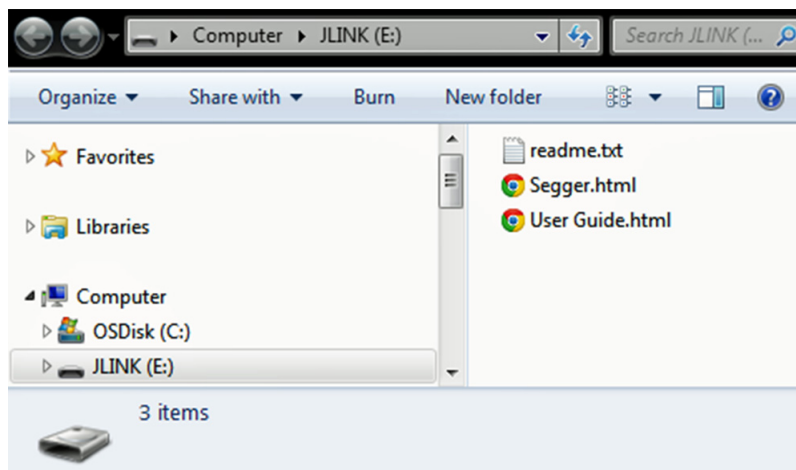 Computer JLINK (E:) Search JLINK (...
Organize Share with Burn New folder
Favorites
Libraries
Computer
OSDisk (C:)
JLINK (E:)
readme.txt
Segger.html
User Guide.html
3 items